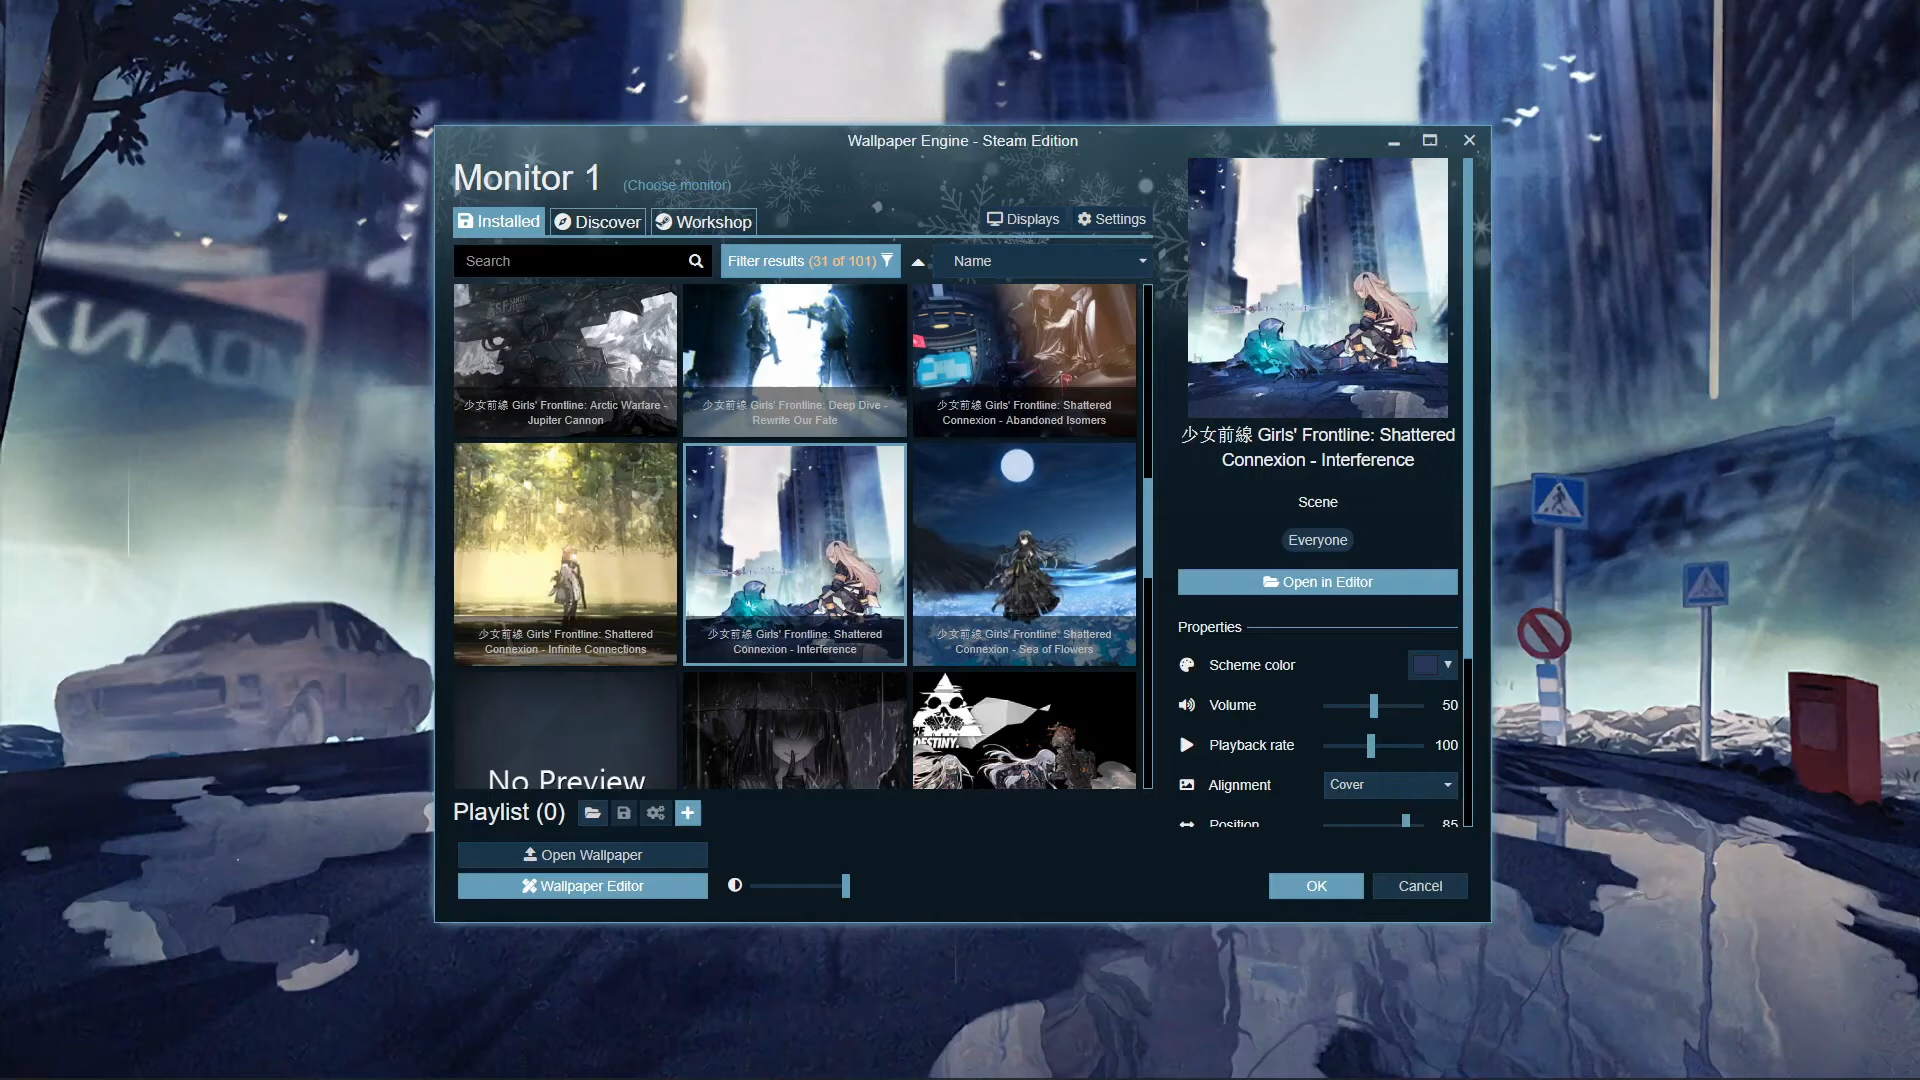 Wallpaper Engine - Steam Edition
Monitor 1
(Choose monitor)
Installed
Discover
Workshop
Displays
Settings
Search
Filter results (31 of 101)
Name
少女前線 Girls' Frontline: Arctic Warfare -
Jupiter Cannon
少女前線 Girls' Frontline: Deep Dive -
Rewrite Our Fate
少女前線 Girls' Frontline: Shattered
Connexion - Abandoned Isomers
少女前線 Girls' Frontline: Shattered
Connexion - Infinite Connections
少女前線 Girls' Frontline: Shattered
Connexion - Interference
少女前線 Girls' Frontline: Shattered
Connexion - Sea of Flowers
No Preview
DESTINY.
Playlist (0)
Open Wallpaper
Wallpaper Editor
少女前線 Girls' Frontline: Shattered
Connexion - Interference
Scene
Everyone
Open in Editor
Properties
Scheme color
Volume
50
Playback rate
100
Alignment
Cover
Position
85
OK
Cancel